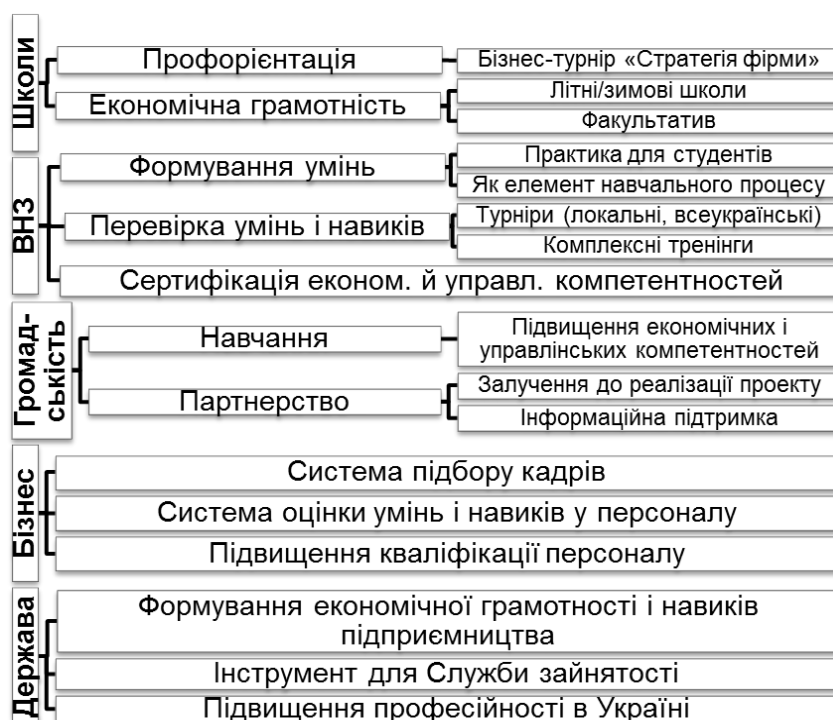 Школи
Профорієнтація
Бізнес-турнір «Стратегія фірми»
Економічна грамотність
Літні/зимові школи
Факультатив
ВНЗ
Формування умінь
Практика для студентів
Як елемент навчального процесу
Перевірка умінь і навиків
Турніри (локальні, всеукраїнські)
Комплексні тренінги
Сертифікація економ. й управл. компетентностей
Громад-
ськість
Навчання
Підвищення економічних і
управлінських компетентностей
Партнерство
Залучення до реалізації проекту
Інформаційна підтримка
Бізнес
Система підбору кадрів
Система оцінки умінь і навиків у персоналу
Підвищення кваліфікації персоналу
Держава
Формування економічної грамотності і навиків
підприємництва
Інструмент для Служби зайнятості
Підвищення професійності в Україні